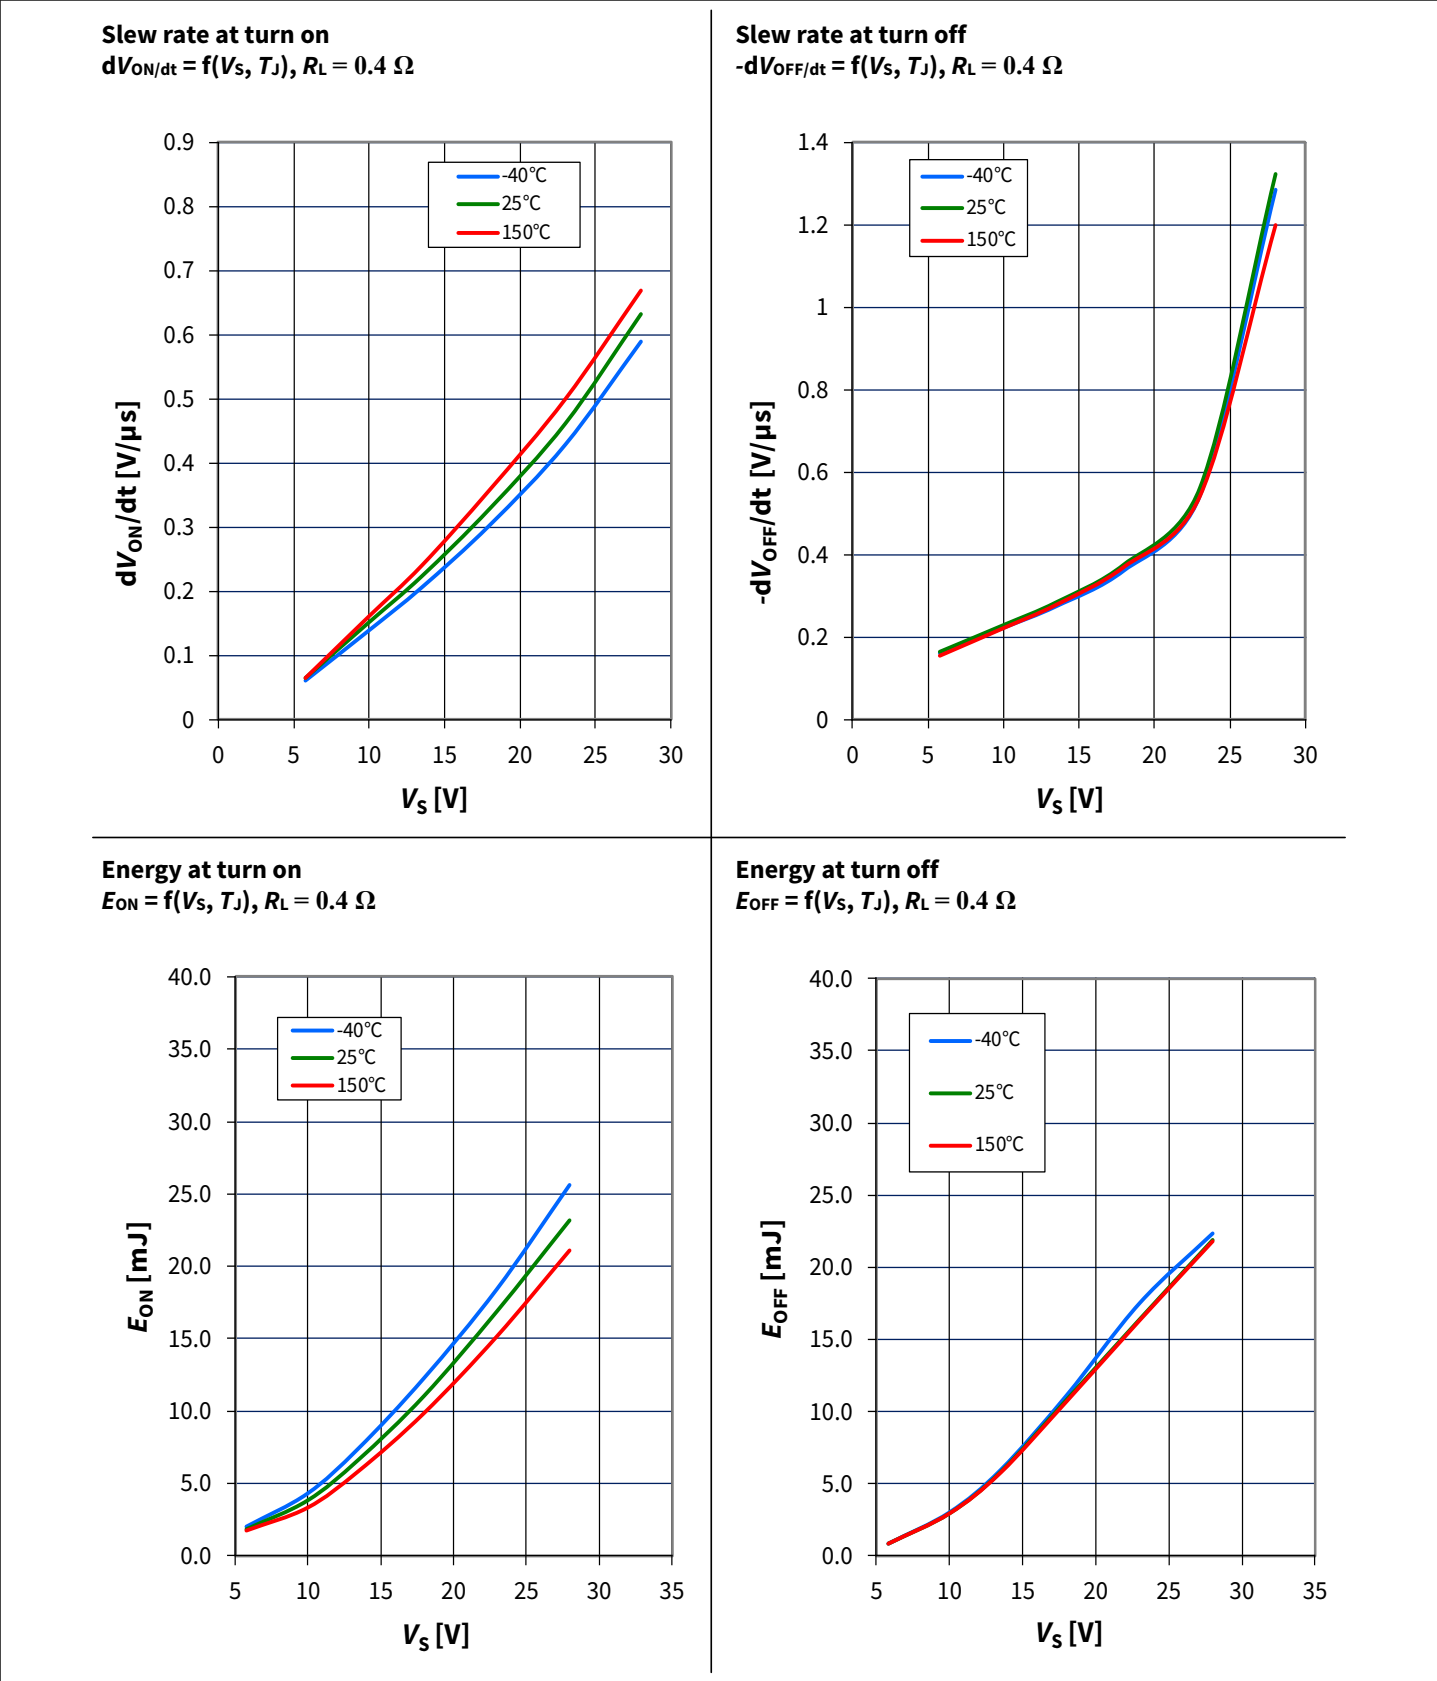 Slew rate at turn on
dVON/dt = f(VS, TJ), RL = 0.4 Ω
0.9
0.8
0.7
0.6
0.5
0.4
0.3
0.2
0.1
0
-40°C
25°C
150°C
dVON/dt [V/µs]
0 5 10 15 20 25 30
VS [V]
Slew rate at turn off
-dVOFF/dt = f(VS, TJ), RL = 0.4 Ω
1.4
1.2
1
0.8
0.6
0.4
0.2
0
-40°C
25°C
150°C
-dVOFF/dt [V/µs]
0 5 10 15 20 25 30
VS [V]
Energy at turn on
EON = f(VS, TJ), RL = 0.4 Ω
40.0
35.0
30.0
25.0
20.0
15.0
10.0
5.0
0.0
-40°C
25°C
150°C
EON [mJ]
5 10 15 20 25 30 35
VS [V]
Energy at turn off
EOFF = f(VS, TJ), RL = 0.4 Ω
40.0
35.0
30.0
25.0
20.0
15.0
10.0
5.0
0.0
-40°C
25°C
150°C
EOFF [mJ]
5 10 15 20 25 30 35
VS [V]